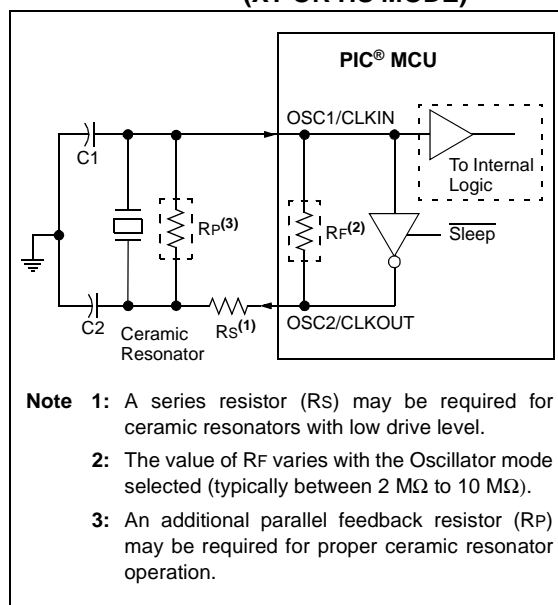 (XT OR HS MODE)
PIC® MCU
OSC1/CLKIN
C1
To Internal
Logic
RP(3)
RF(2)
Sleep
C2
Ceramic
Resonator
RS(1)
OSC2/CLKOUT
Note 1: A series resistor (RS) may be required for
ceramic resonators with low drive level.
2: The value of RF varies with the Oscillator mode
selected (typically between 2 MΩ to 10 MΩ).
3: An additional parallel feedback resistor (RP)
may be required for proper ceramic resonator
operation.